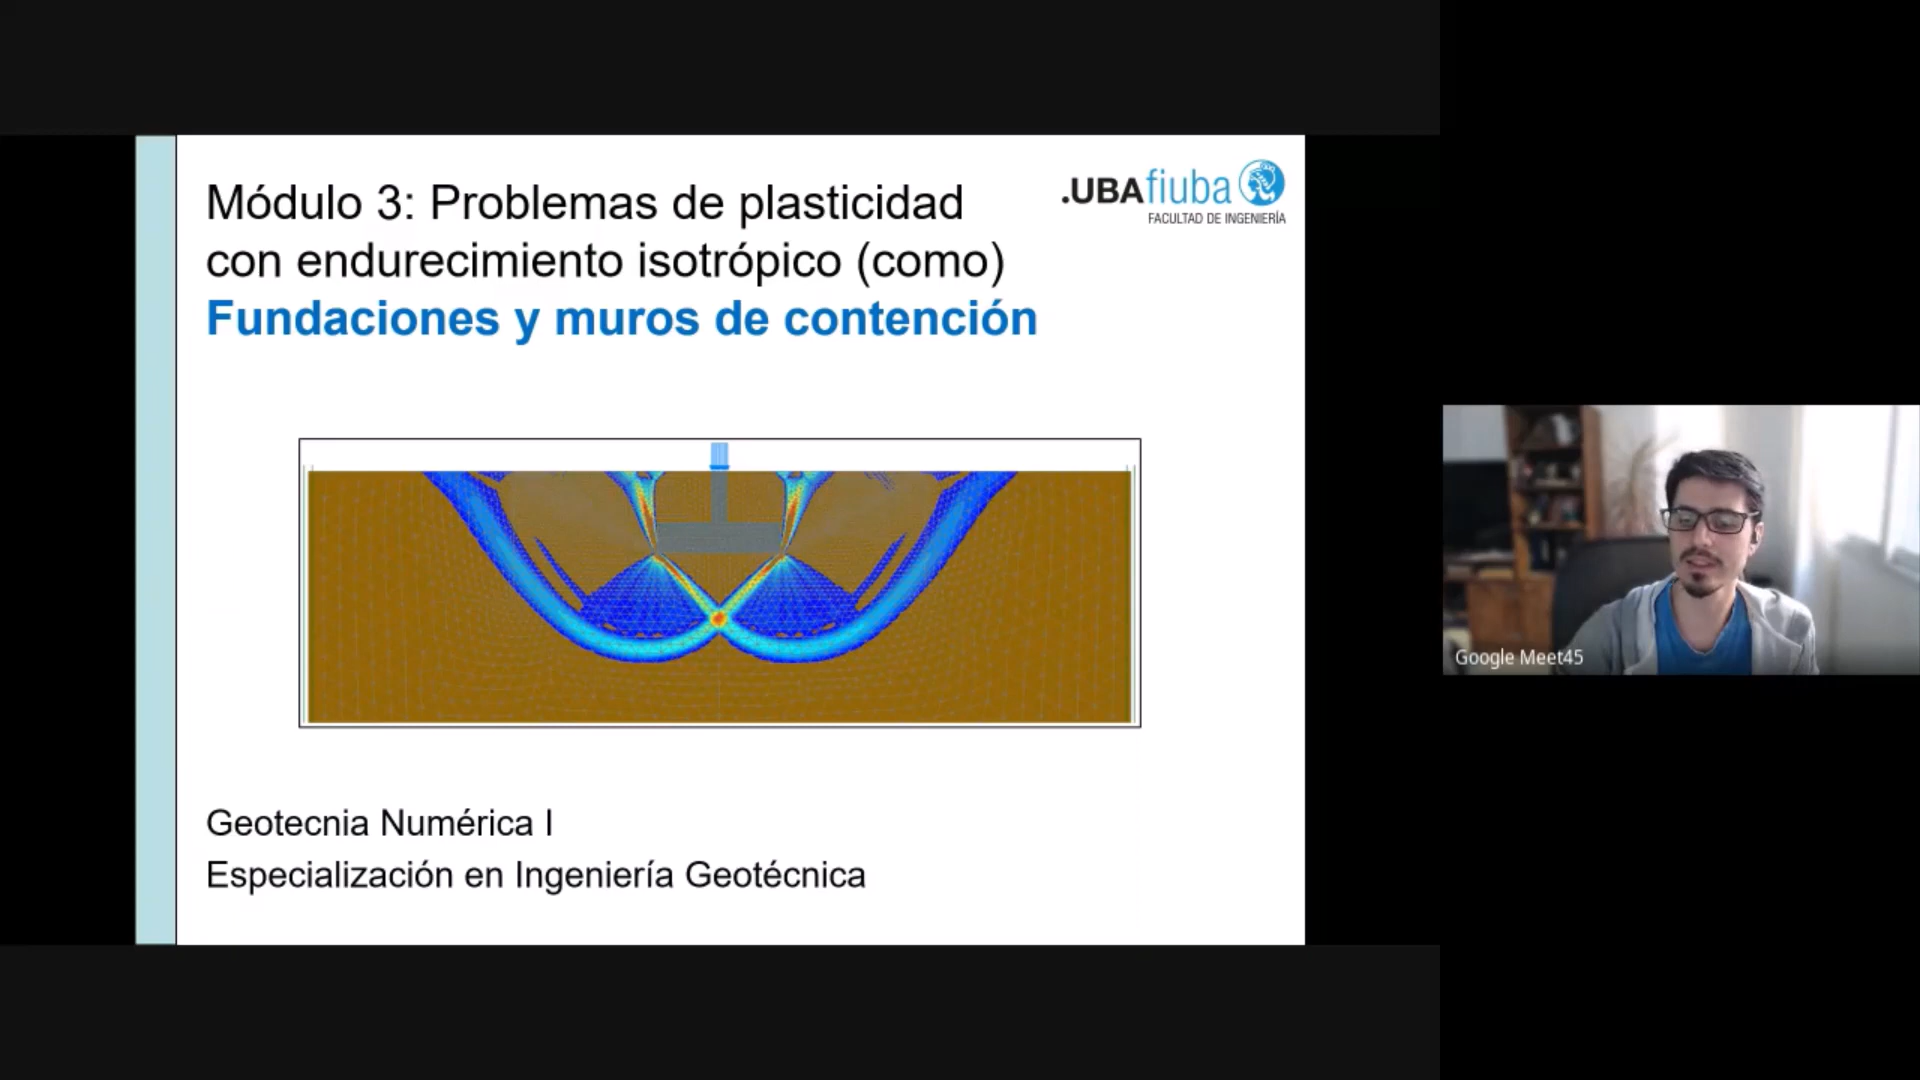 Módulo 3: Problemas de plasticidad
con endurecimiento isotrópico (como)
Fundaciones y muros de contención
.UBAfiuba
FACULTAD DE INGENIERÍA
Geotecnia Numérica I
Especialización en Ingeniería Geotécnica
Google Meet45